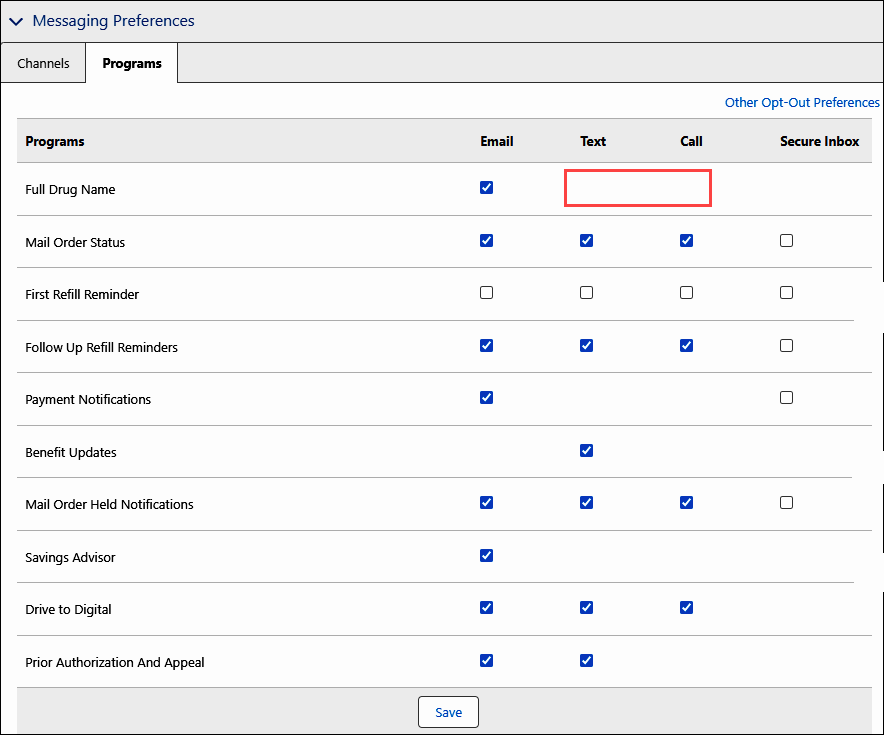 Messaging Preferences
Channels Programs
Other Opt-Out Preferences
Programs Email Text Call Secure Inbox
Full Drug Name
Mail Order Status
First Refill Reminder
Follow Up Refill Reminders
Payment Notifications
Benefit Updates
Mail Order Held Notifications
Savings Advisor
Drive to Digital
Prior Authorization And Appeal
Save